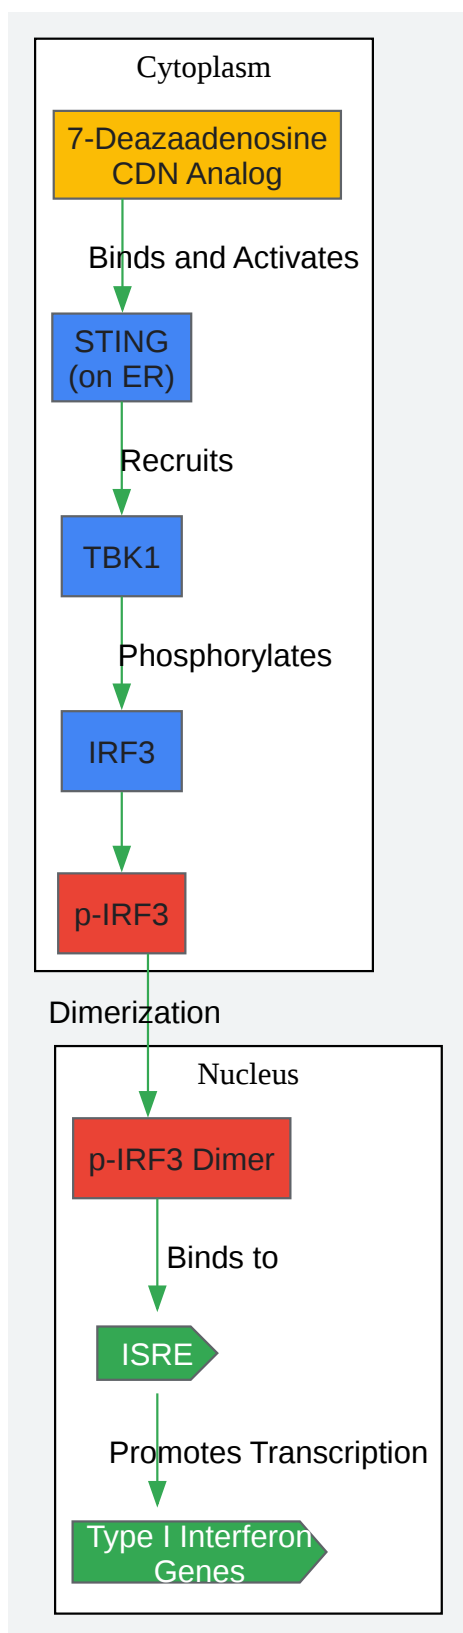 Cytoplasm
7-Deazaadenosine
CDN Analog
Binds and Activates
STING
(on ER)
Recruits
TBK1
Phosphorylates
IRF3
p-IRF3
Dimerization
Nucleus
p-IRF3 Dimer
Binds to
ISRE
Promotes Transcription
Type I Interferon
Genes